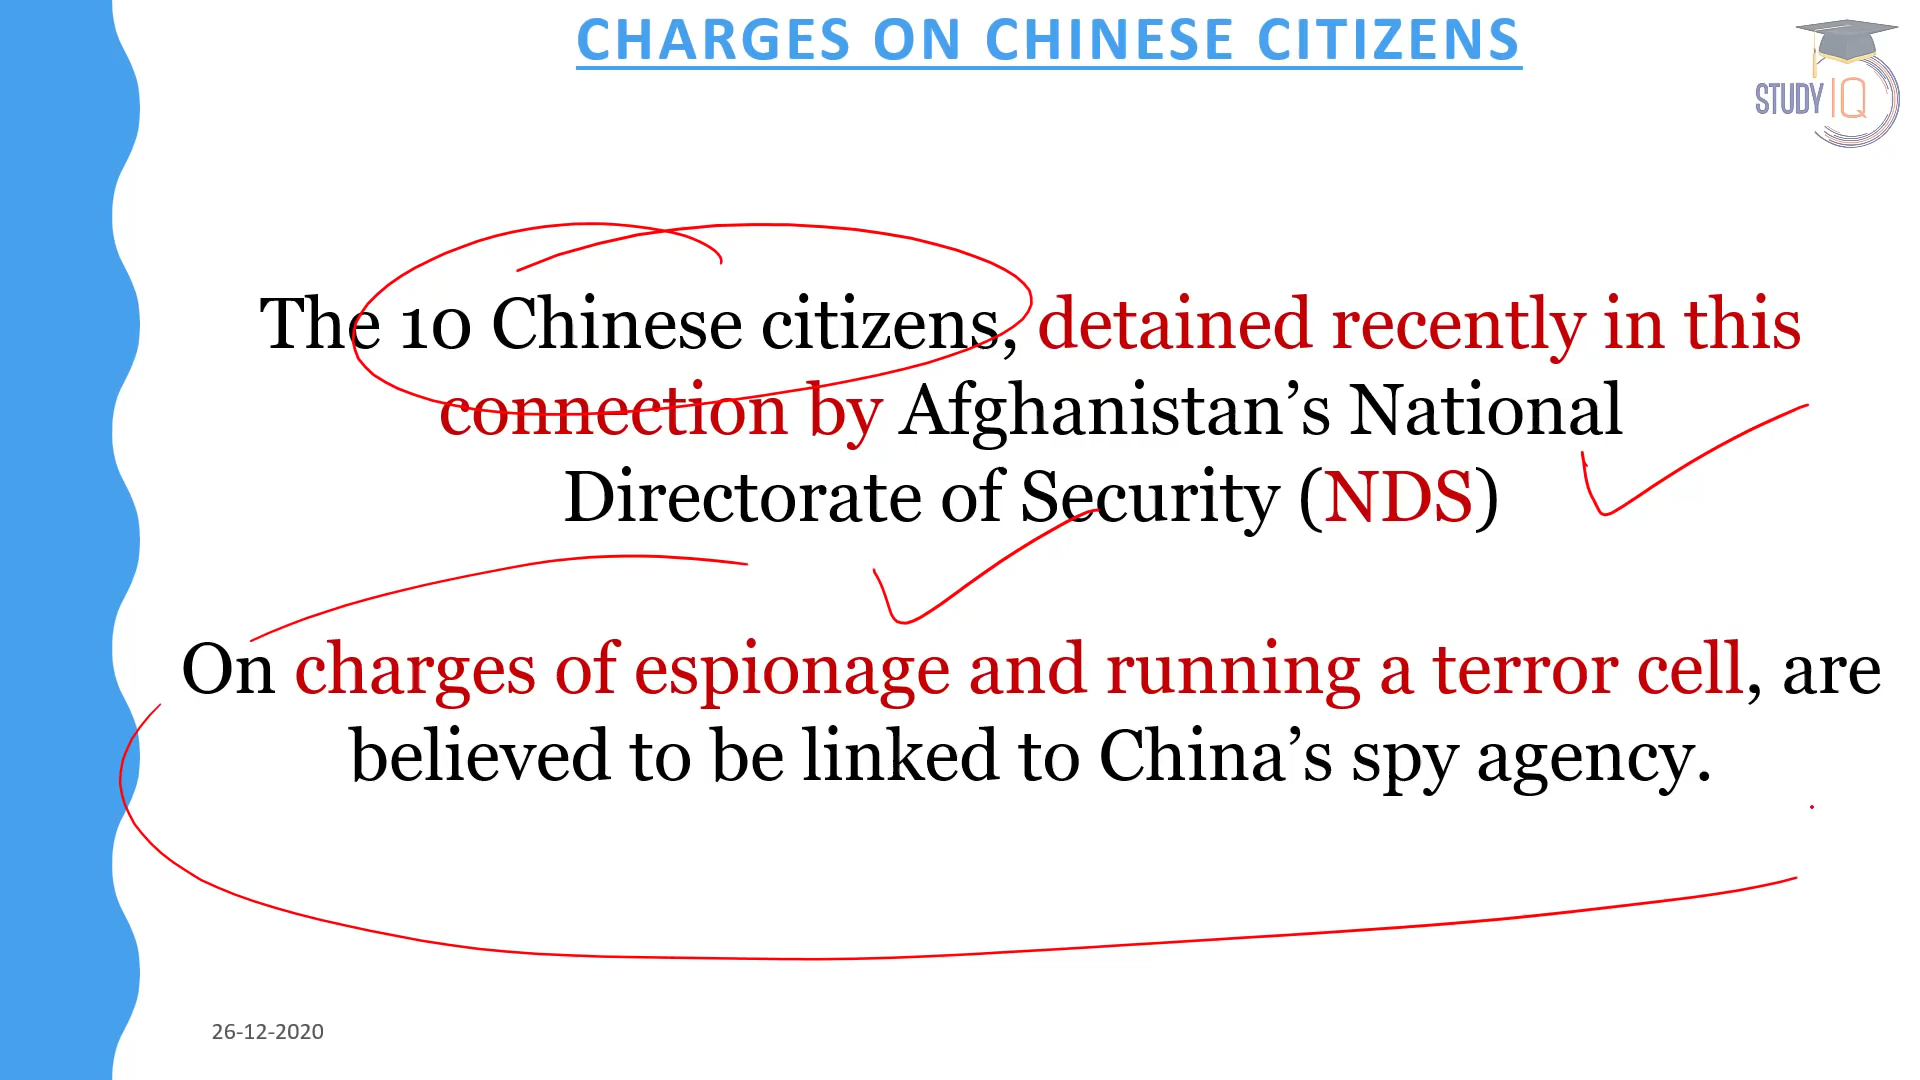 CHARGES ON CHINESE CITIZENS
STUDY IQ
The 10 Chinese citizens, detained recently in this
connection by Afghanistan’s National
Directorate of Security (NDS)
On charges of espionage and running a terror cell, are
believed to be linked to China’s spy agency.
26-12-2020